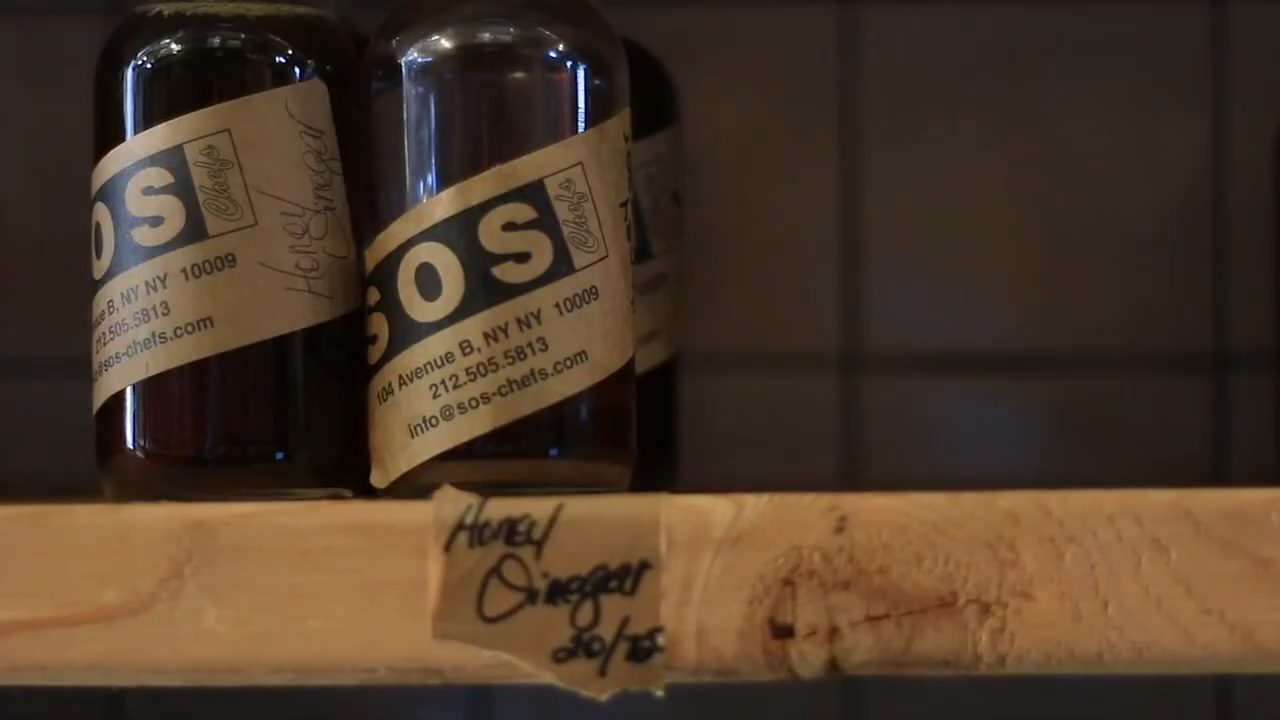 OS Chefs
B, NY NY 10009
212.505.5813
@sos-chefs.com
Honey
Vinegar
SOS Chefs
104 Avenue B, NY NY 10009
212.505.5813
info@sos-chefs.com
Honey
Vinegar